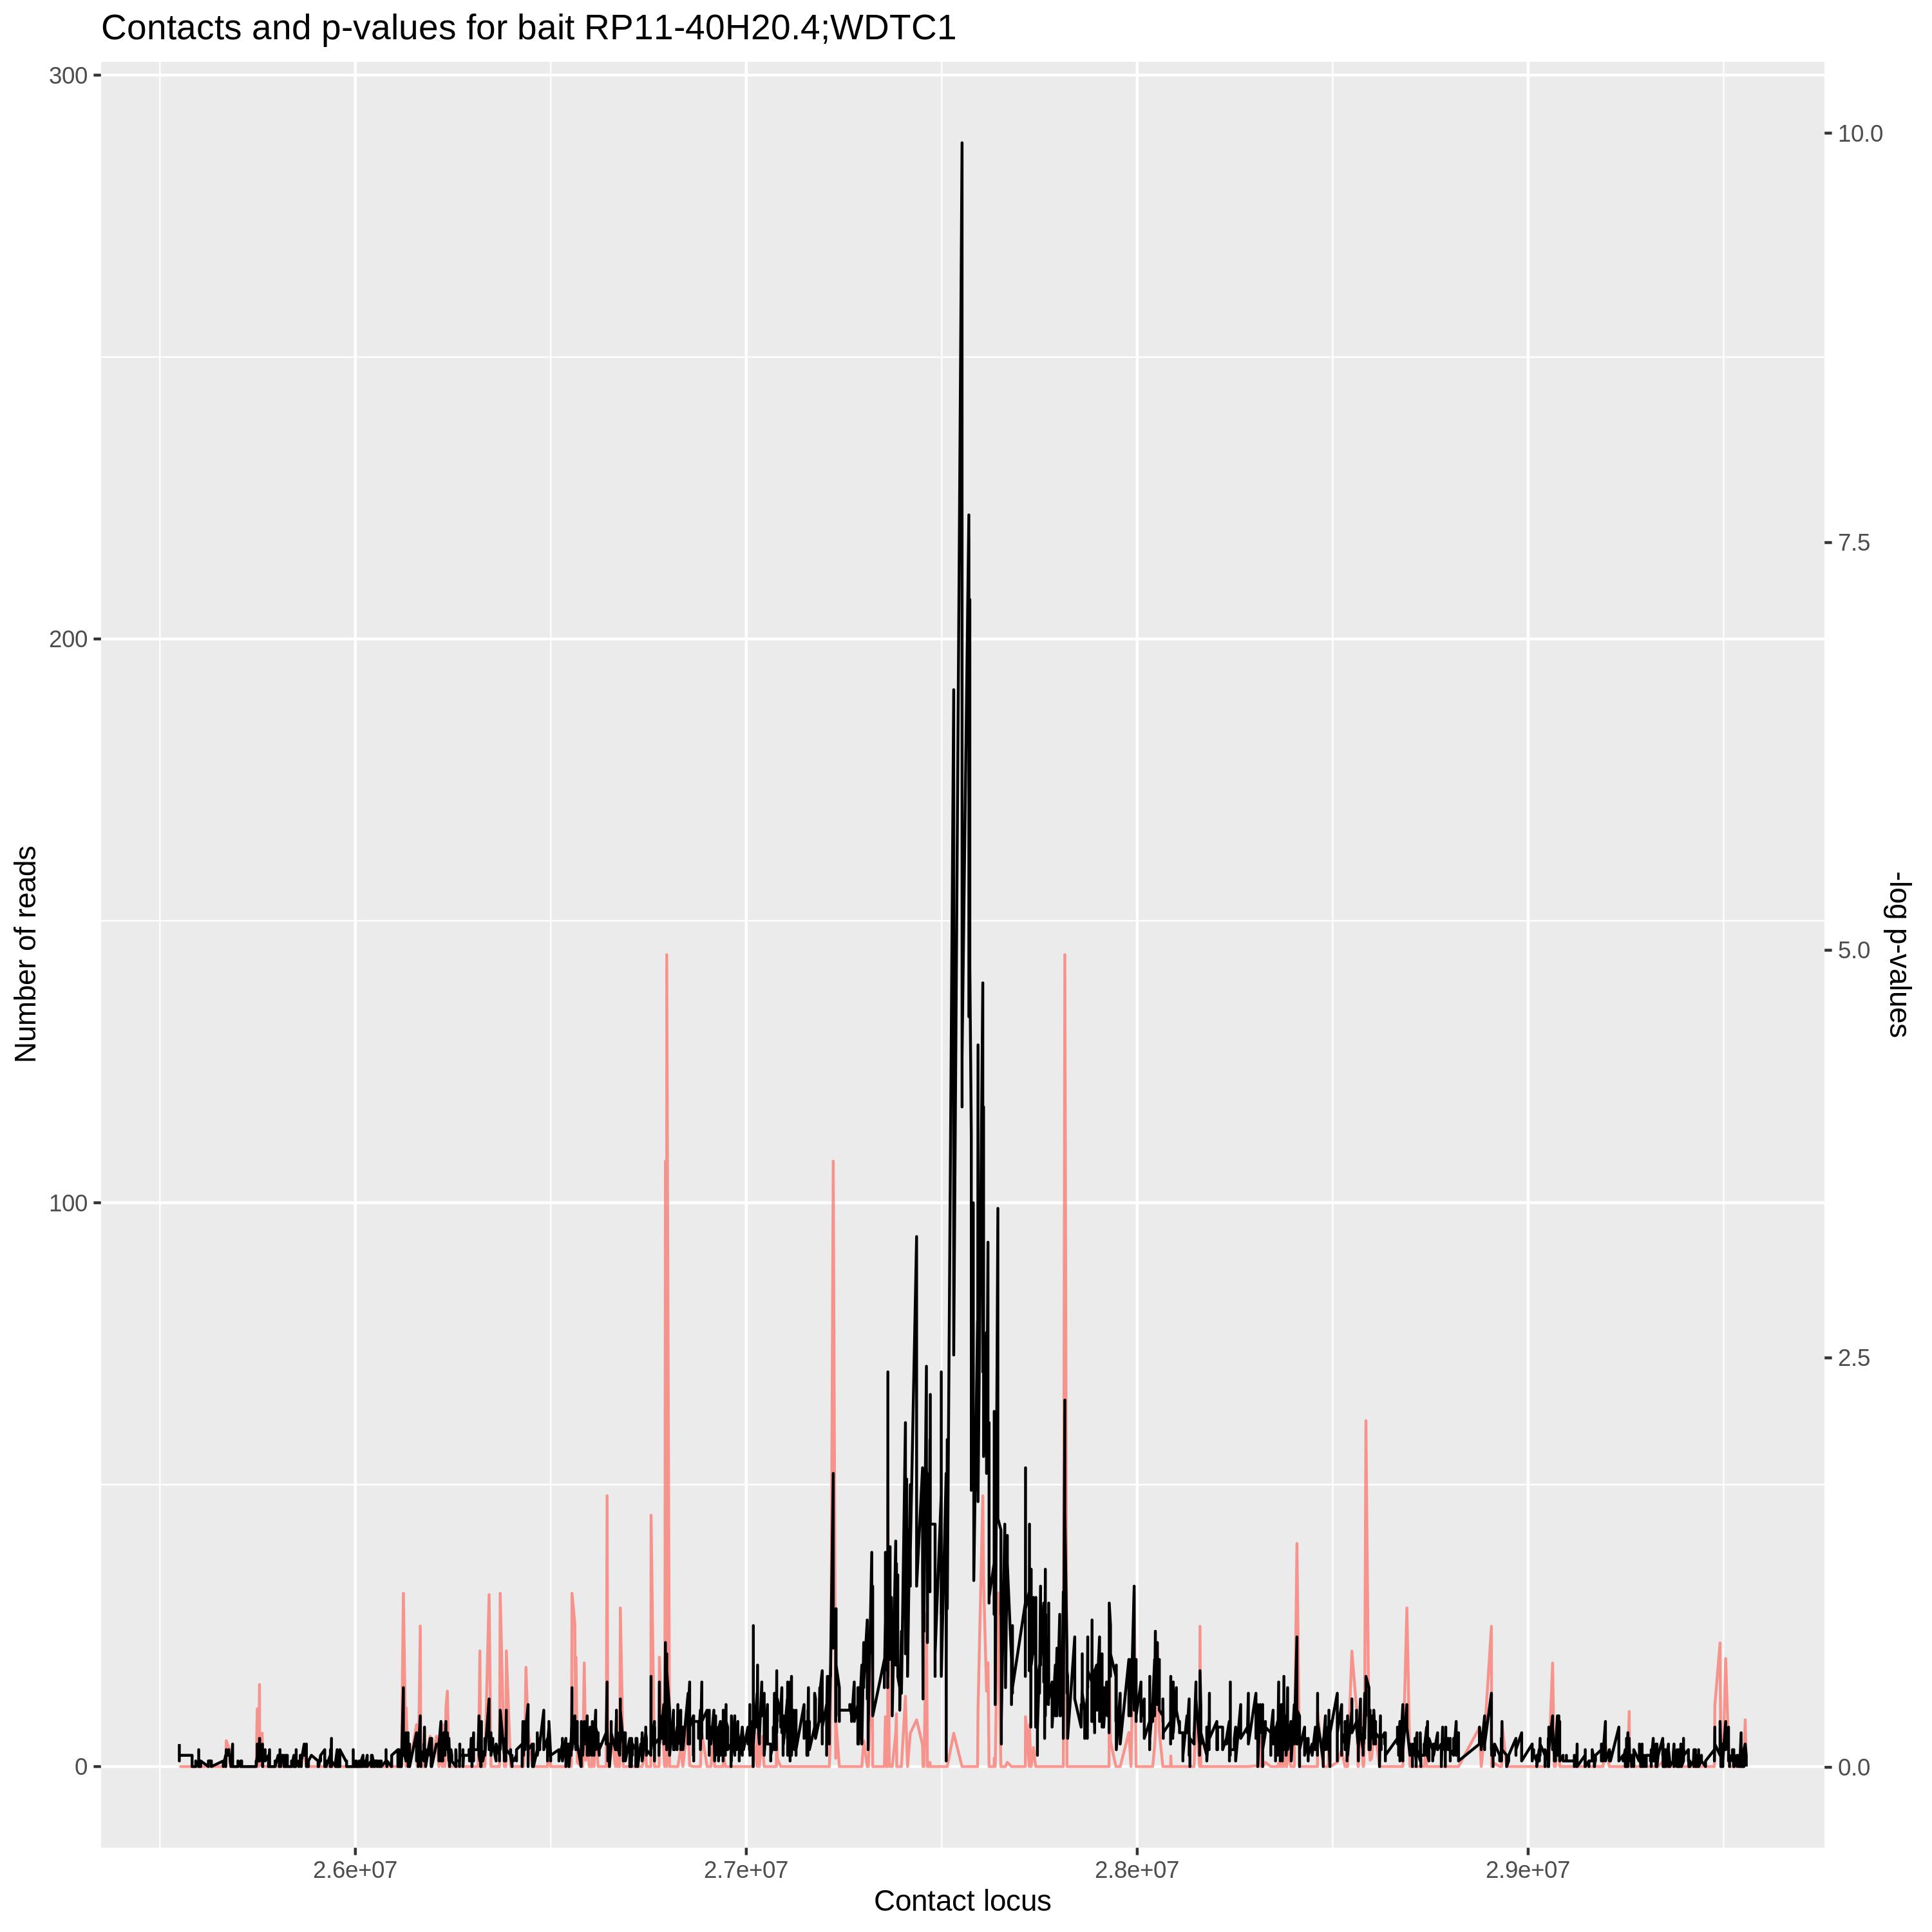 Contacts and p-values for bait RP11-40H20.4;WDTC1
300
200
100
0
Number of reads
10.0
7.5
5.0
2.5
0.0
-log p-values
2.6e+07
2.7e+07
2.8e+07
2.9e+07
Contact locus